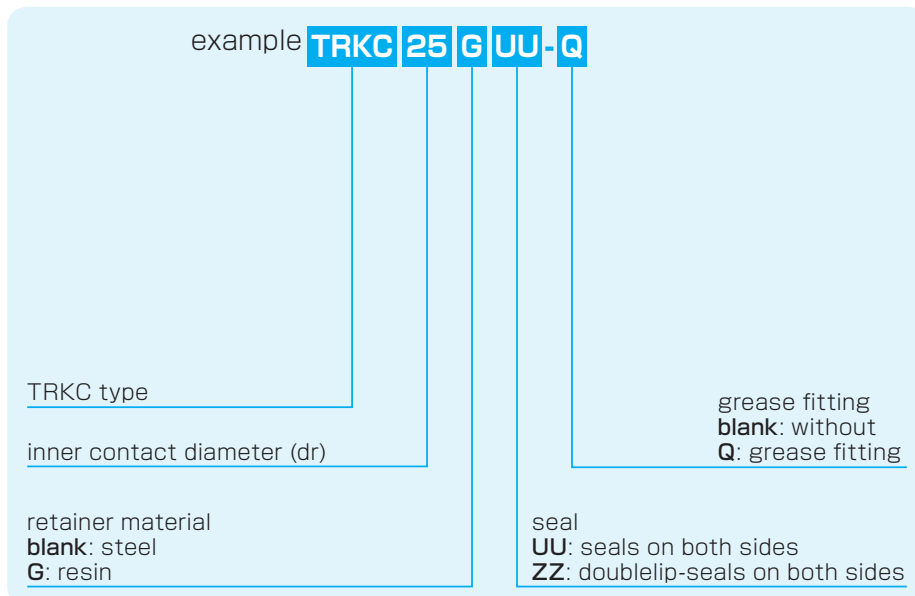 example TRKC 25 G UU - Q
TRKC type
inner contact diameter (dr)
retainer material
blank: steel
G: resin
grease fitting
blank: without
Q: grease fitting
seal
UU: seals on both sides
ZZ: doublelip-seals on both sides